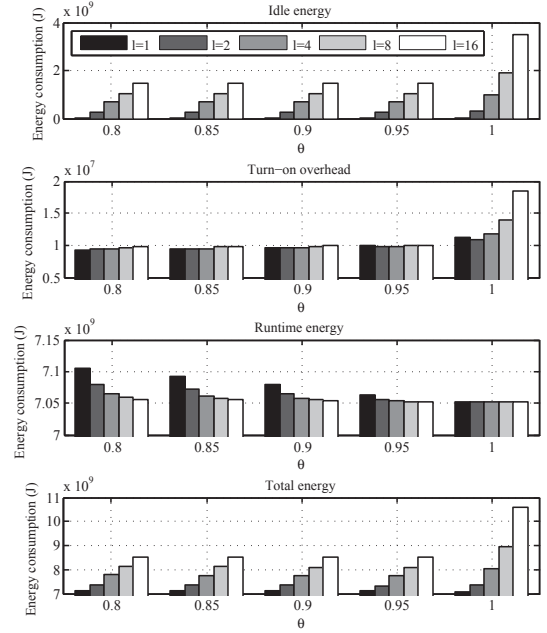 Idle energy
x 10^9
Energy consumption (J)
4
2
0
l=1 l=2 l=4 l=8 l=16
0.8 0.85 0.9 0.95 1
θ
Turn−on overhead
x 10^7
Energy consumption (J)
2
1.5
1
0.5
0.8 0.85 0.9 0.95 1
θ
Runtime energy
x 10^9
Energy consumption (J)
7.15
7.1
7.05
7
0.8 0.85 0.9 0.95 1
θ
Total energy
x 10^9
Energy consumption (J)
11
10
9
8
7
0.8 0.85 0.9 0.95 1
θ